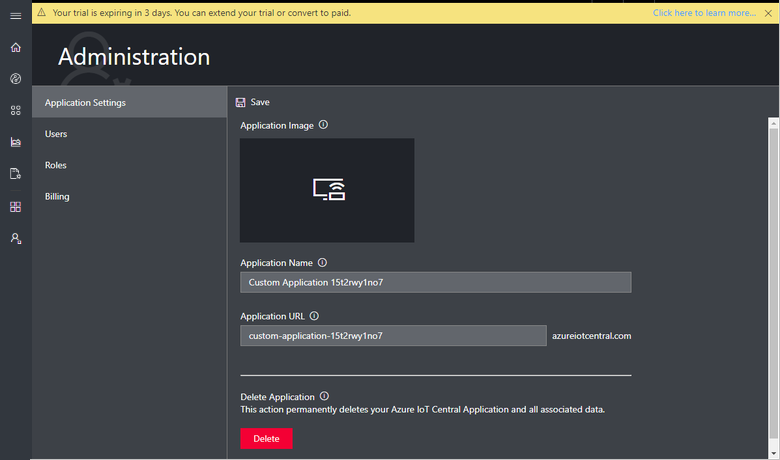 Your trial is expiring in 3 days. You can extend your trial or convert to paid.
Click here to learn more...
Administration
Application Settings
Users
Roles
Billing
Save
Application Image
Application Name
Custom Application 15t2rwy1no7
Application URL
custom-application-15t2rwy1no7
azureiotcentral.com
Delete Application
This action permanently deletes your Azure IoT Central Application and all associated data.
Delete